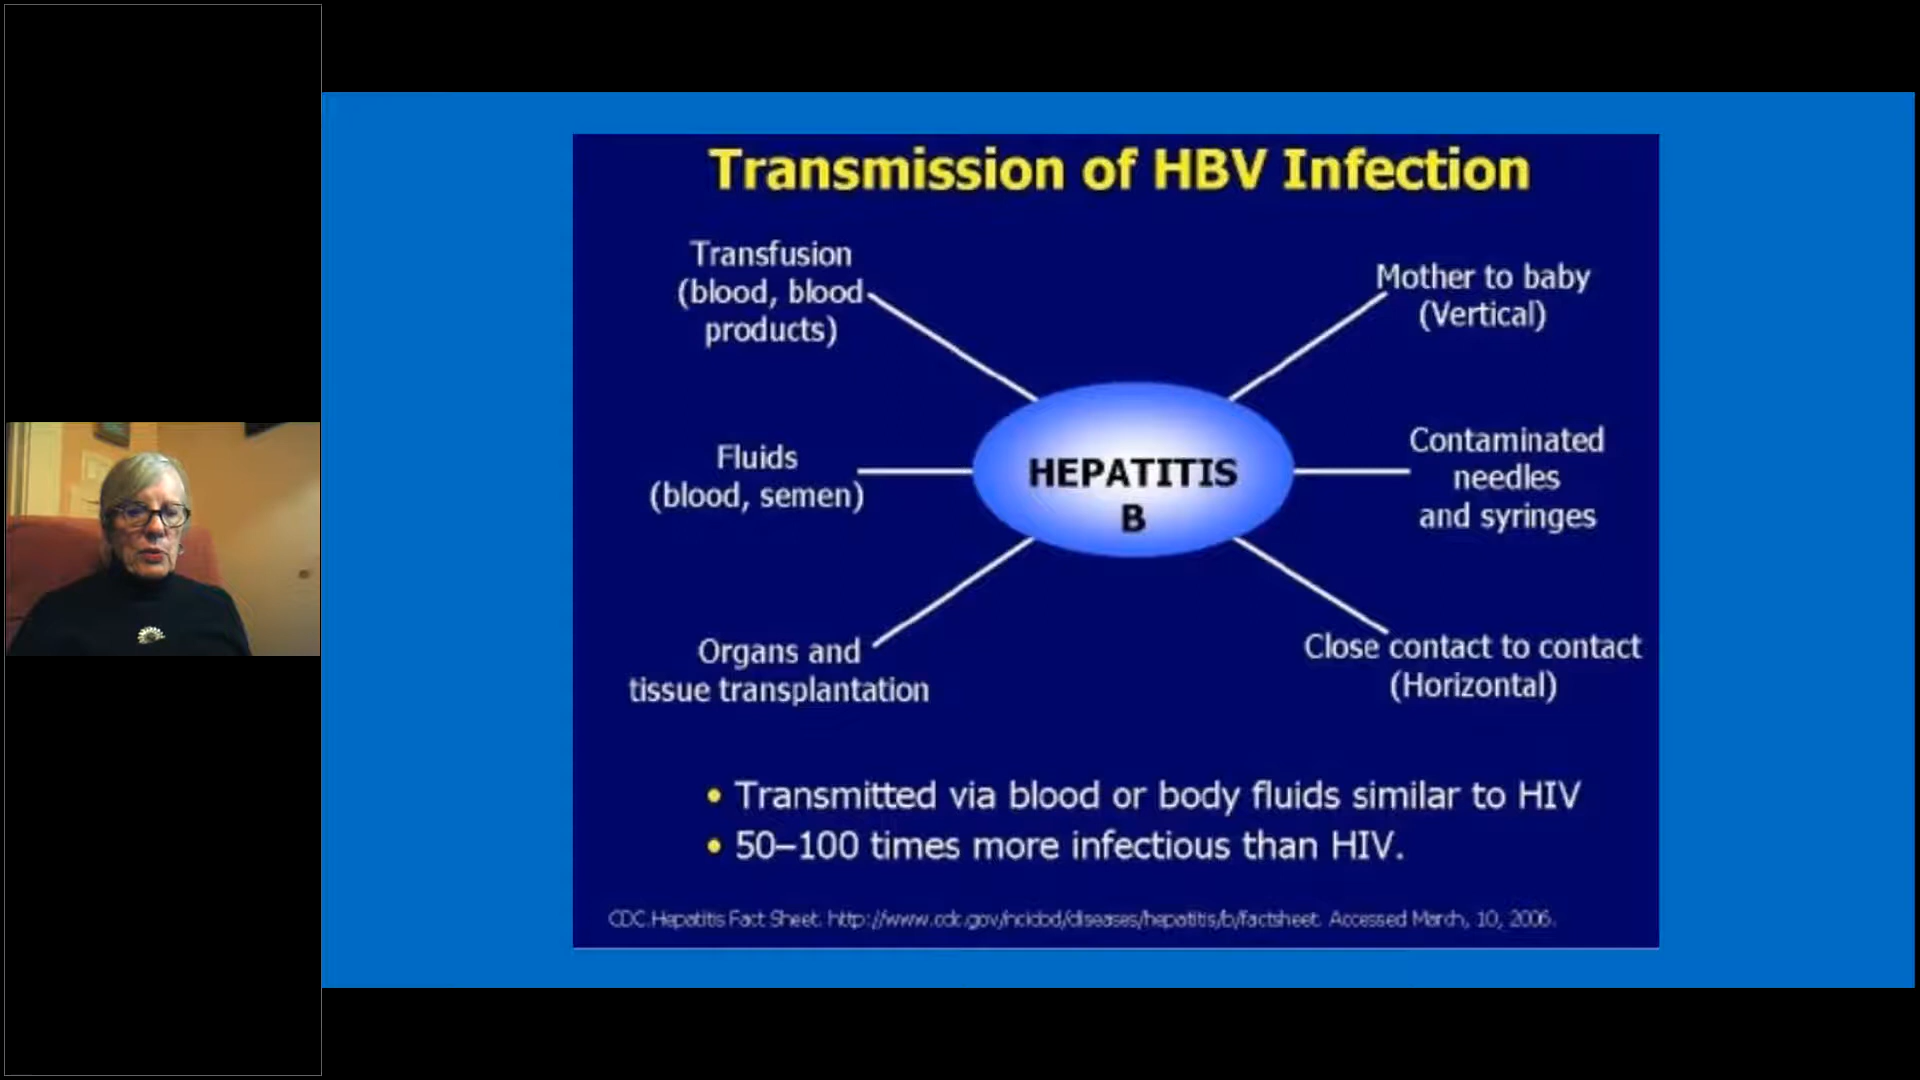 Transmission of HBV Infection
Transfusion
(blood, blood
products)
Mother to baby
(Vertical)
Fluids
(blood, semen)
HEPATITIS
B
Contaminated
needles
and syringes
Organs and
tissue transplantation
Close contact to contact
(Horizontal)
• Transmitted via blood or body fluids similar to HIV
• 50–100 times more infectious than HIV.
CDC.Hepatitis Fact Sheet. http://www.cdc.gov/ncidod/diseases/hepatitis/b/factsheet. Accessed March, 10, 2006.